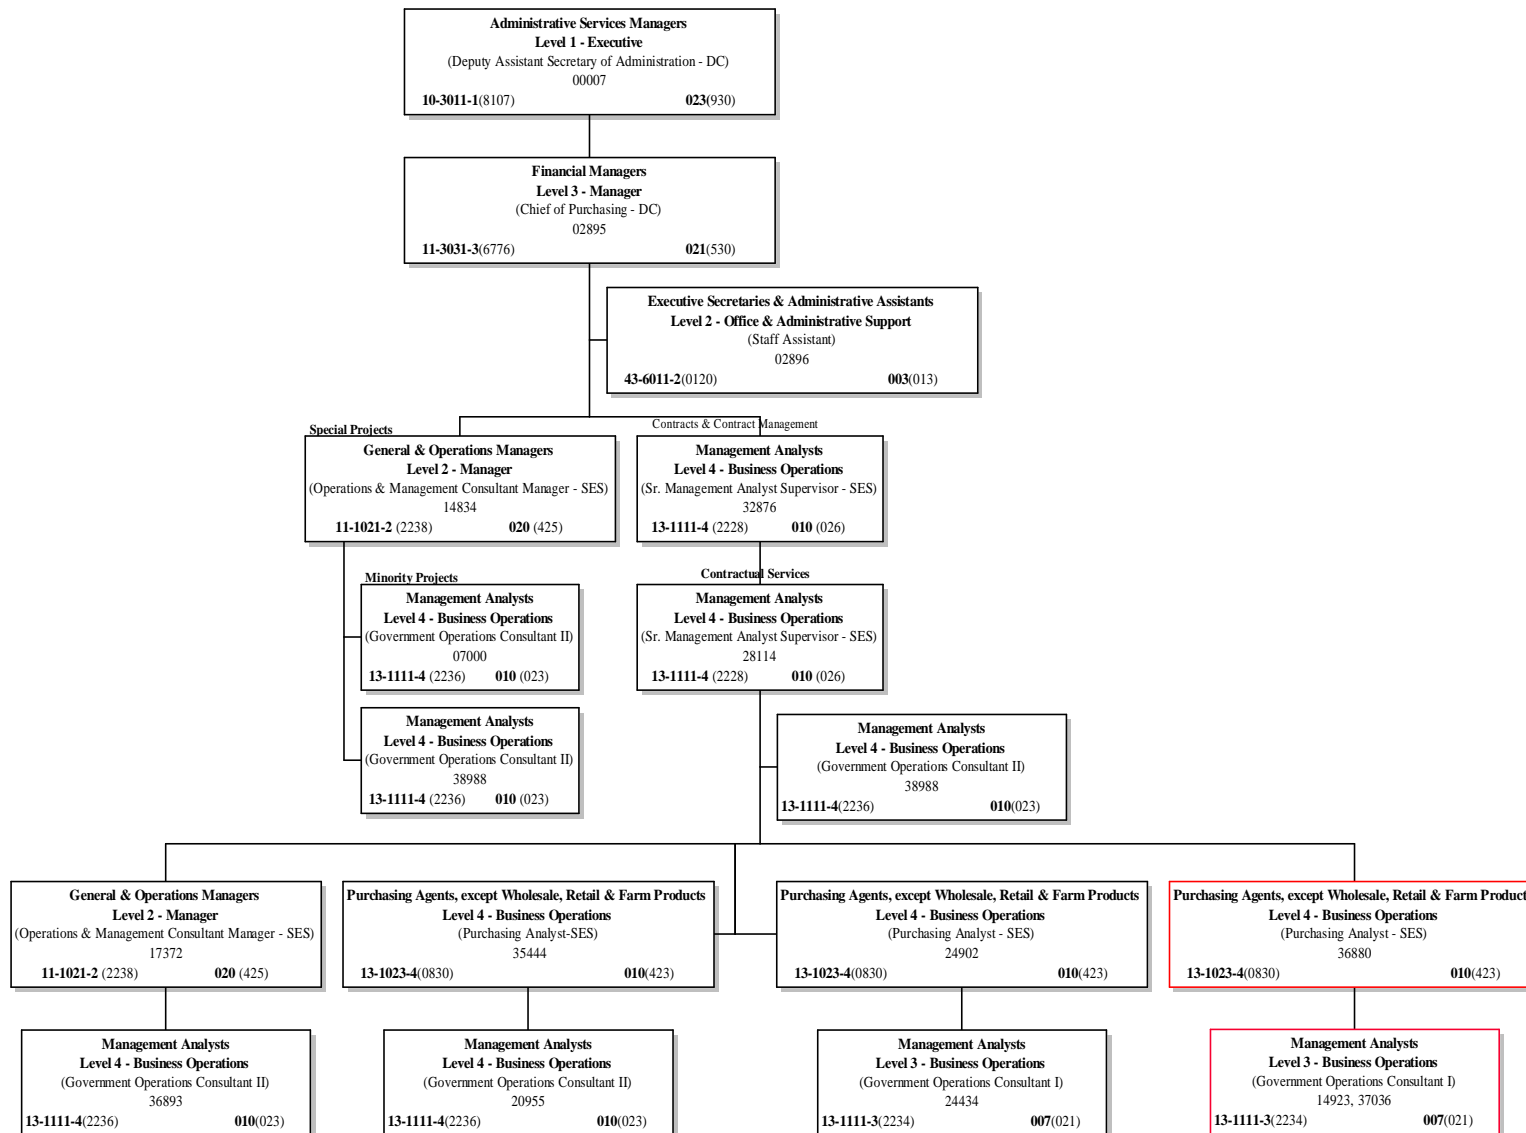 Administrative Services Managers
Level 1 - Executive
(Deputy Assistant Secretary of Administration - DC)
00007
10-3011-1(8107) 023(930)
Financial Managers
Level 3 - Manager
(Chief of Purchasing - DC)
02895
11-3031-3(6776) 021(530)
Executive Secretaries & Administrative Assistants
Level 2 - Office & Administrative Support
(Staff Assistant)
02896
43-6011-2(0120) 003(013)
Special Projects
General & Operations Managers
Level 2 - Manager
(Operations & Management Consultant Manager - SES)
14834
11-1021-2 (2238) 020 (425)
Contracts & Contract Management
Management Analysts
Level 4 - Business Operations
(Sr. Management Analyst Supervisor - SES)
32876
13-1111-4 (2228) 010 (026)
Minority Projects
Management Analysts
Level 4 - Business Operations
(Government Operations Consultant II)
07000
13-1111-4 (2236) 010 (023)
Contractual Services
Management Analysts
Level 4 - Business Operations
(Sr. Management Analyst Supervisor - SES)
28114
13-1111-4 (2228) 010 (026)
Management Analysts
Level 4 - Business Operations
(Government Operations Consultant II)
38988
13-1111-4 (2236) 010 (023)
Management Analysts
Level 4 - Business Operations
(Government Operations Consultant II)
38988
13-1111-4(2236) 010(023)
General & Operations Managers
Level 2 - Manager
(Operations & Management Consultant Manager - SES)
17372
11-1021-2 (2238) 020 (425)
Purchasing Agents, except Wholesale, Retail & Farm Products
Level 4 - Business Operations
(Purchasing Analyst-SES)
35444
13-1023-4(0830) 010(423)
Purchasing Agents, except Wholesale, Retail & Farm Products
Level 4 - Business Operations
(Purchasing Analyst - SES)
24902
13-1023-4(0830) 010(423)
Purchasing Agents, except Wholesale, Retail & Farm Product
Level 4 - Business Operations
(Purchasing Analyst - SES)
36880
13-1023-4(0830) 010(423)
Management Analysts
Level 4 - Business Operations
(Government Operations Consultant II)
36893
13-1111-4(2236) 010(023)
Management Analysts
Level 4 - Business Operations
(Government Operations Consultant II)
20955
13-1111-4(2236) 010(023)
Management Analysts
Level 3 - Business Operations
(Government Operations Consultant I)
24434
13-1111-3(2234) 007(021)
Management Analysts
Level 3 - Business Operations
(Government Operations Consultant I)
14923, 37036
13-1111-3(2234) 007(021)